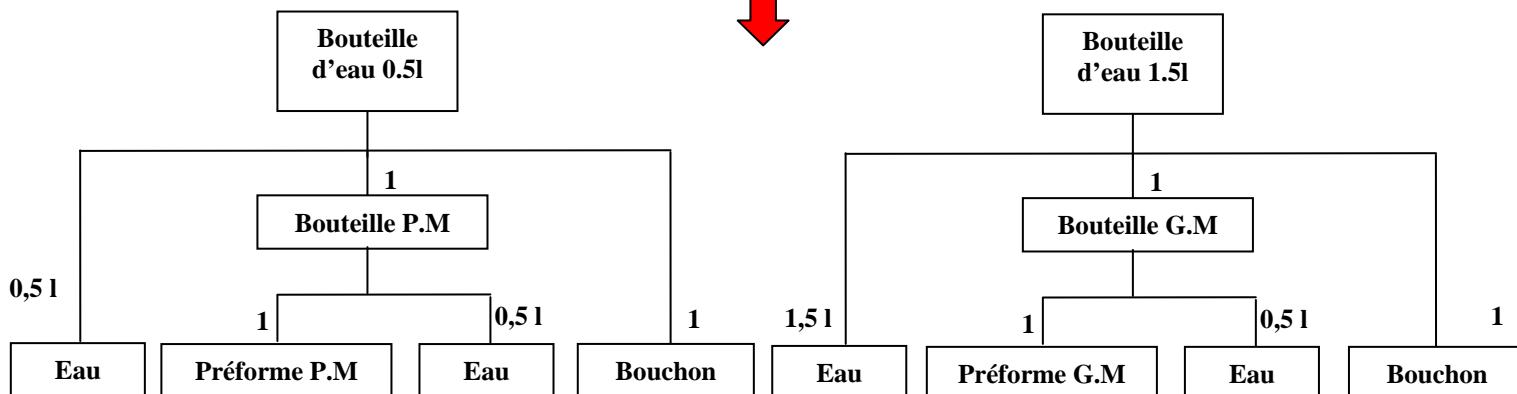 Bouteille
d'eau 0.5l
Bouteille
d'eau 1.5l
1
Bouteille P.M
1
Bouteille G.M
0,5 l
1
0,5 l
1
1,5 l
1
0,5 l
1
Eau
Préforme P.M
Eau
Bouchon
Eau
Préforme G.M
Eau
Bouchon